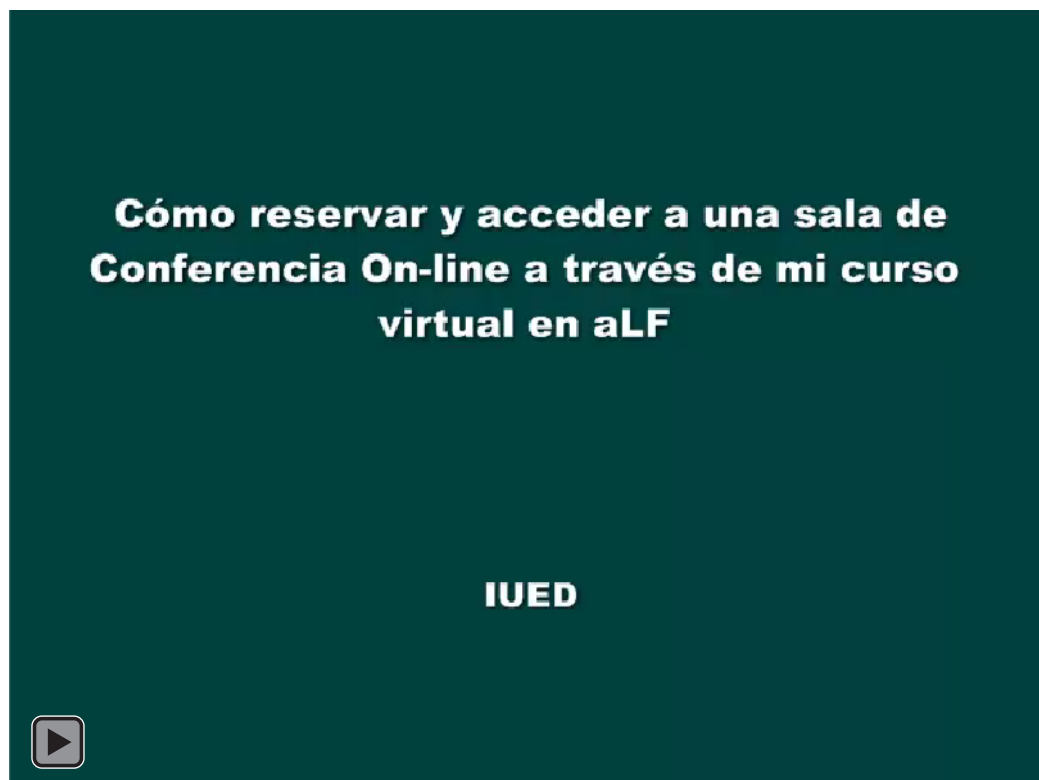 Cómo reservar y acceder a una sala de
Conferencia On-line a través de mi curso
virtual en aLF
IUED